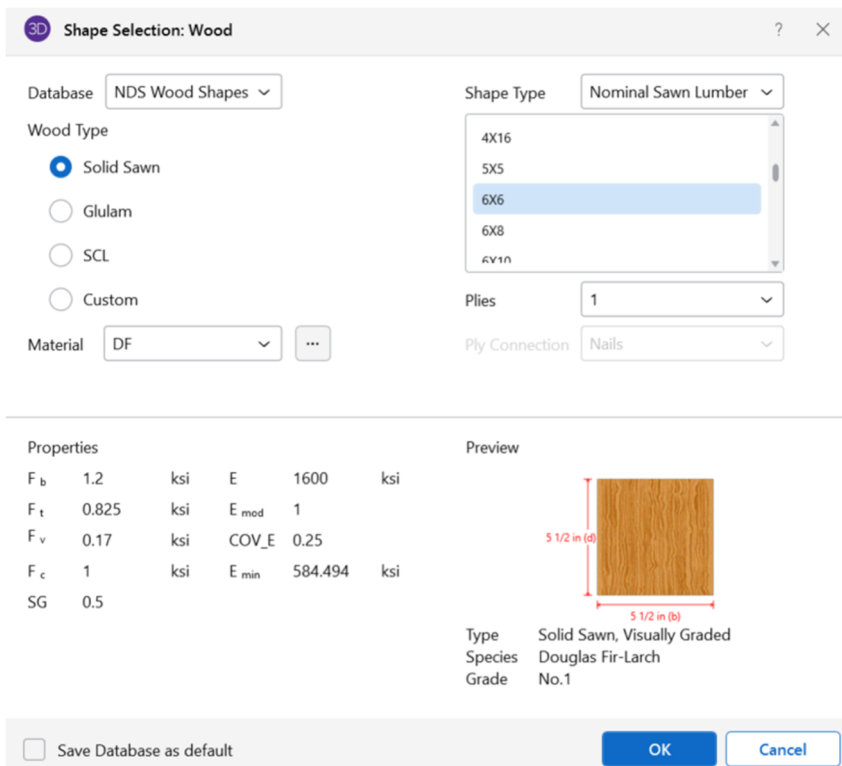 3D Shape Selection: Wood ?
Database NDS Wood Shapes
Wood Type
Solid Sawn
Glulam
SCL
Custom
Material DF ...
Shape Type Nominal Sawn Lumber
4X16
5X5
6X6
6X8
6X10
Plies 1
Ply Connection Nails
Properties
F b 1.2 ksi E 1600 ksi
F t 0.825 ksi E mod 1
F v 0.17 ksi COV_E 0.25
F c 1 ksi E min 584.494 ksi
SG 0.5
Preview
5 1/2 in (d)
5 1/2 in (b)
Type Solid Sawn, Visually Graded
Species Douglas Fir-Larch
Grade No.1
Save Database as default
OK
Cancel